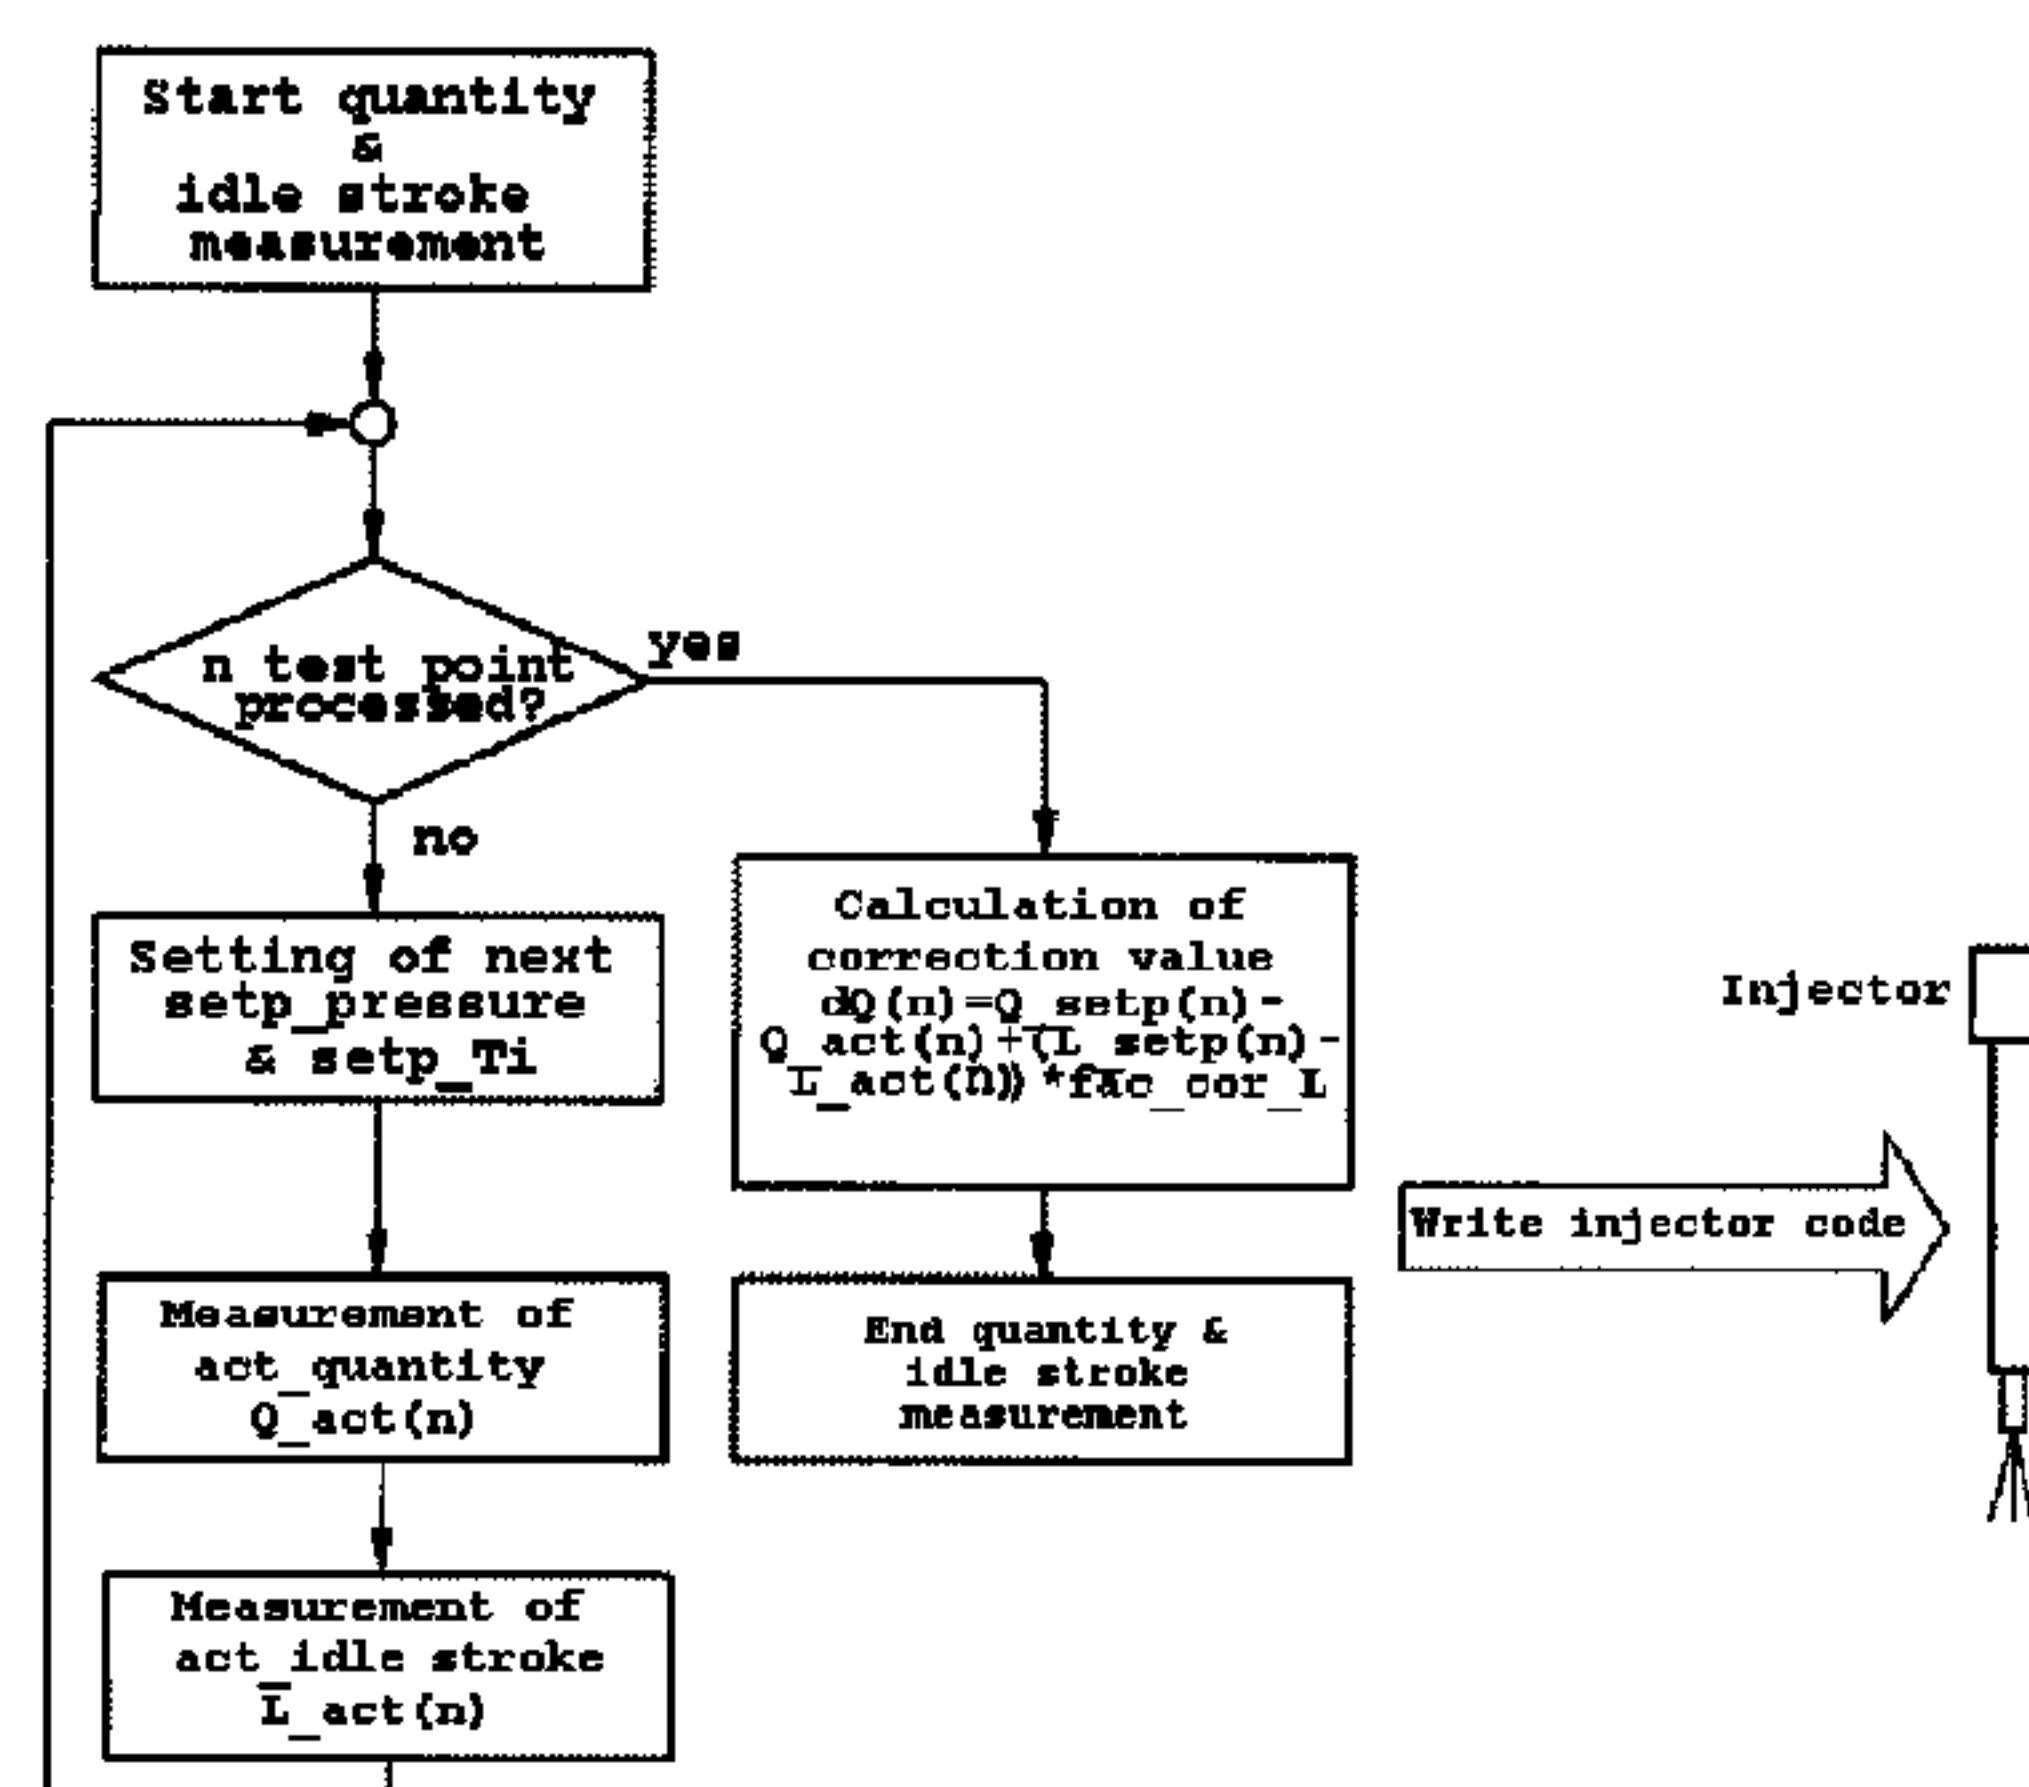 Start quantity
&
idle stroke
measurement
n test point
processed?
yes
no
Setting of next
setp_pressure
& setp_Ti
Measurement of
act_quantity
Q_act(n)
Measurement of
act_idle stroke
L_act(n)
Calculation of
correction value
dQ(n)=Q_setp(n)-
Q_act(n)+(L_setp(n)-
L_act(n))*fac_cor_L
End quantity &
idle stroke
measurement
Write injector code
Injector